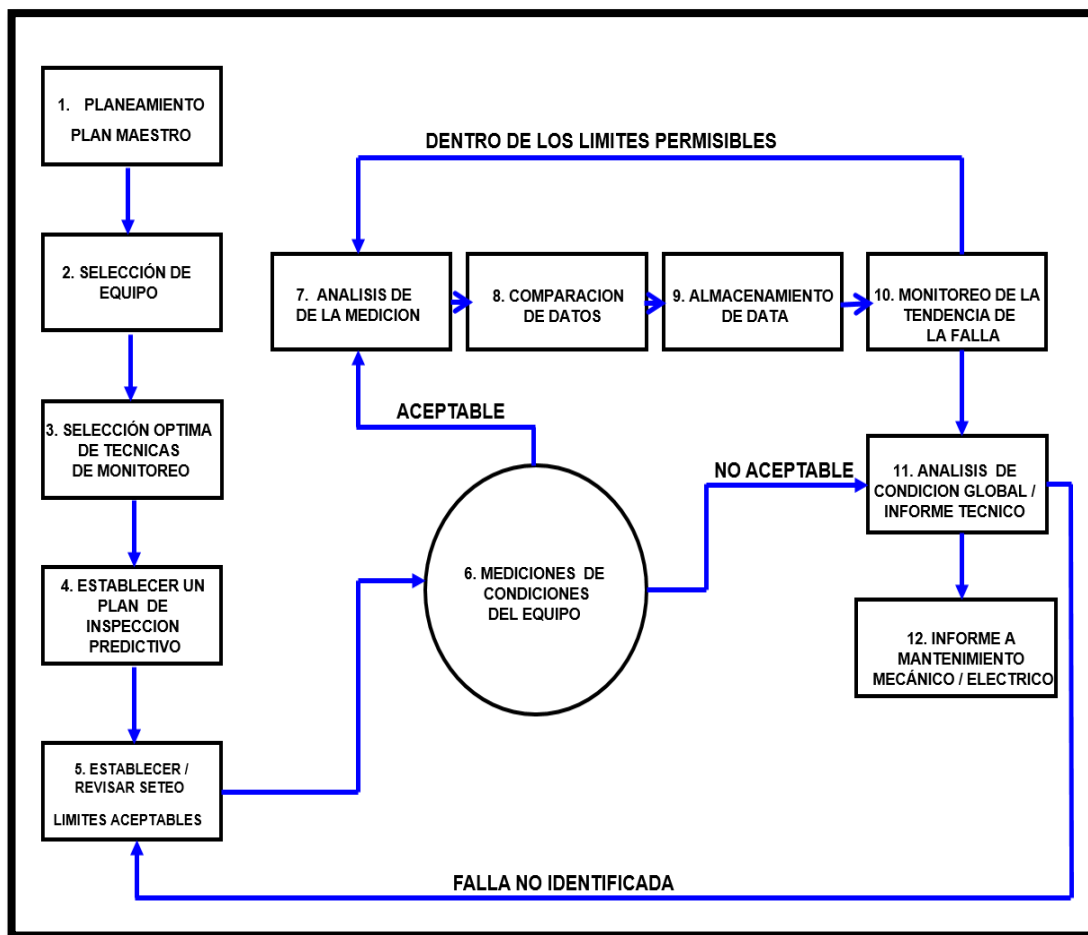 1. PLANEAMIENTO
PLAN MAESTRO
2. SELECCIÓN DE
EQUIPO
3. SELECCIÓN OPTIMA
DE TECNICAS
DE MONITOREO
4. ESTABLECER UN
PLAN DE
INSPECCION
PREDICTIVO
5. ESTABLECER /
REVISAR SETEO
LIMITES ACEPTABLES
6. MEDICIONES DE
CONDICIONES
DEL EQUIPO
ACEPTABLE
NO ACEPTABLE
DENTRO DE LOS LIMITES PERMISIBLES
7. ANALISIS DE
DE LA MEDICION
8. COMPARACION
DE DATOS
9. ALMACENAMIENTO
DE DATA
10. MONITOREO DE LA
TENDENCIA DE
LA FALLA
11. ANALISIS DE
CONDICION GLOBAL /
INFORME TECNICO
12. INFORME A
MANTENIMIENTO
MECÁNICO / ELECTRICO
FALLA NO IDENTIFICADA